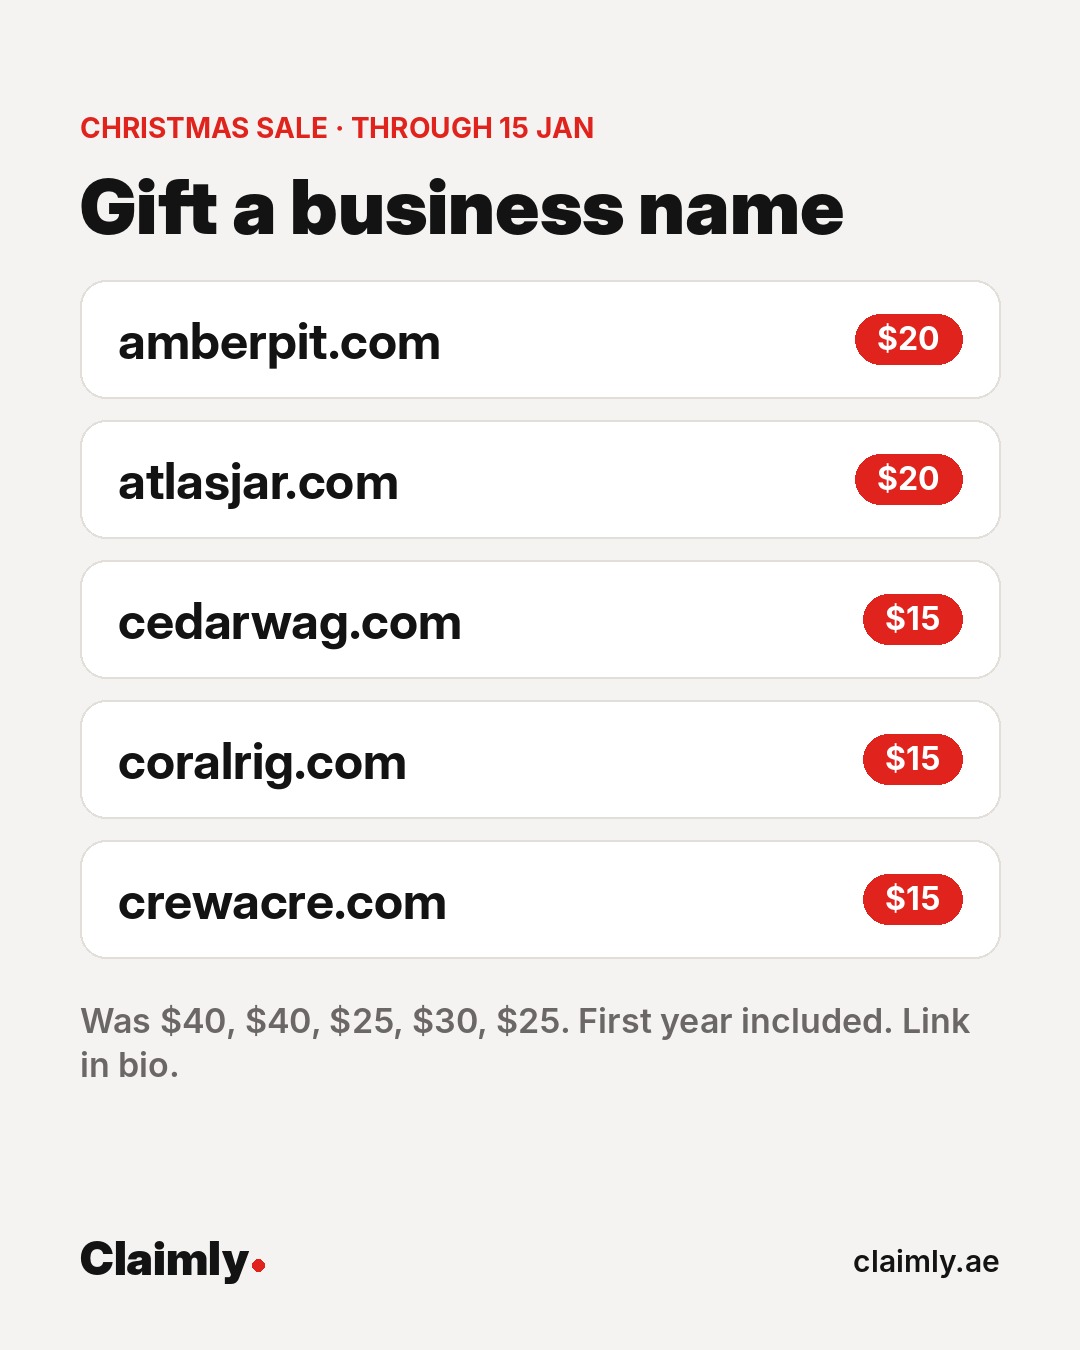 CHRISTMAS SALE · THROUGH 15 JAN
Gift a business name
amberpit.com $20
atlasjar.com $20
cedarwag.com $15
coralrig.com $15
crewacre.com $15
Was $40, $40, $25, $30, $25. First year included. Link
in bio.
Claimly. claimly.ae